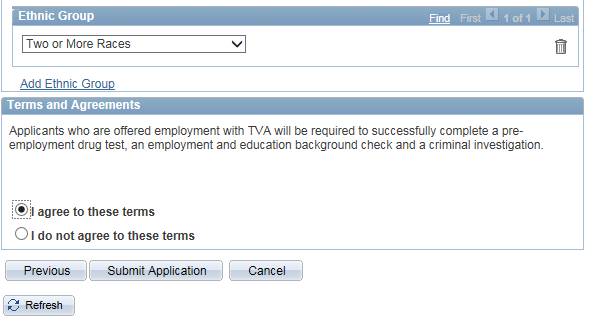 Ethnic Group
Find First 1 of 1 Last
Two or More Races
Add Ethnic Group
Terms and Agreements
Applicants who are offered employment with TVA will be required to successfully complete a pre-
employment drug test, an employment and education background check and a criminal investigation.
I agree to these terms
I do not agree to these terms
Previous Submit Application Cancel
Refresh